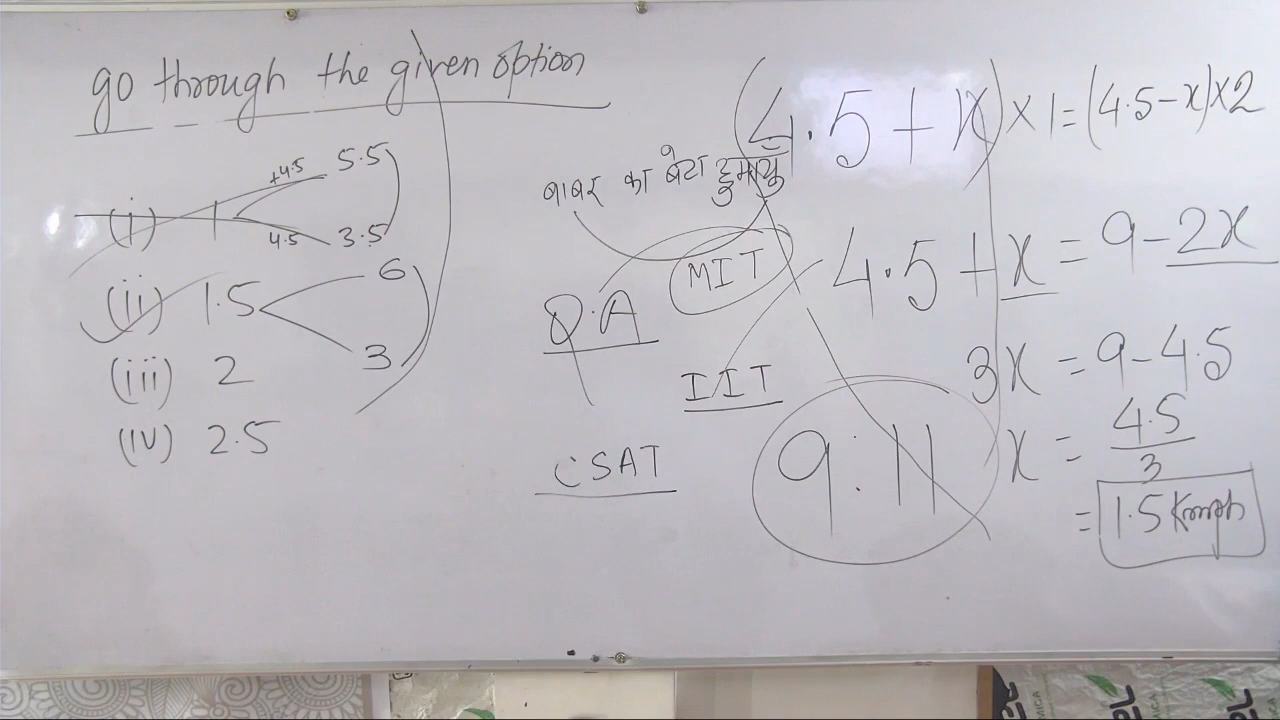 go through the given option
(i) 1 +4.5 5.5
4.5 3.5
(ii) 1.5 6
3
(iii) 2
(iv) 2.5
बाबर का बेटा हुमायू
MIT
Q.A
IIT
CSAT
(4.5+x)×1=(4.5-x)×2
4.5+x=9-2x
3x=9-4.5
x=4.5/3
=1.5 Kmph
9:11